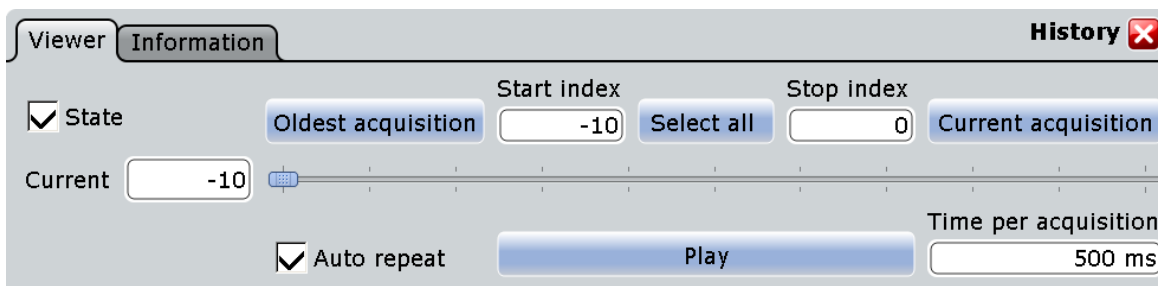 Viewer Information History
Start index Stop index
State Oldest acquisition -10 Select all 0 Current acquisition
Current -10
Time per acquisition
Auto repeat Play 500 ms